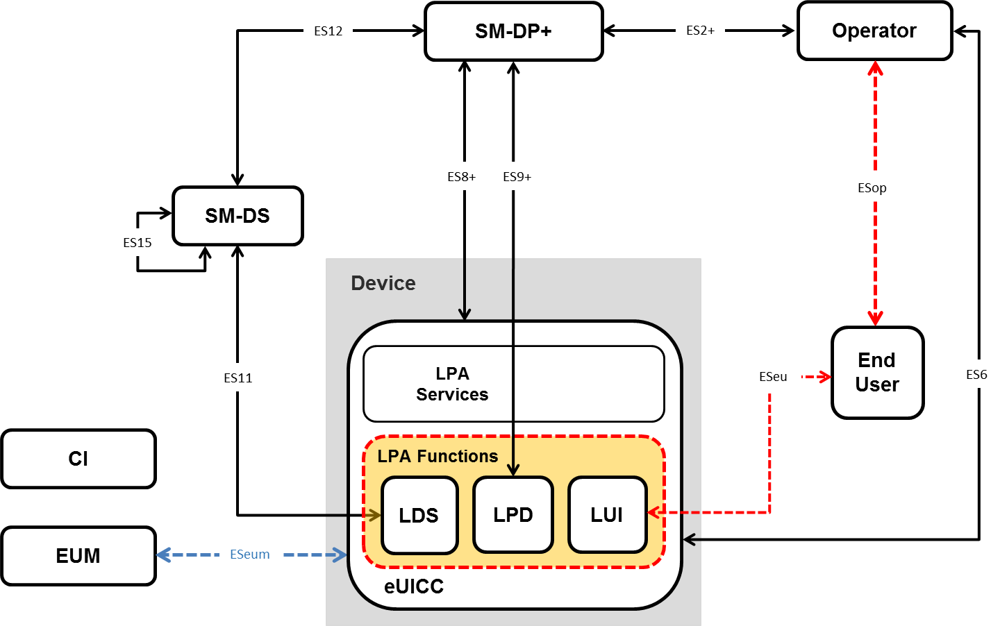 ES12
SM-DP+
ES2+
Operator
ES8+
ES9+
ESop
SM-DS
ES15
Device
ES11
LPA
Services
ESeu
End
User
ES6
CI
LPA Functions
LDS
LPD
LUI
EUM
ESeum
eUICC